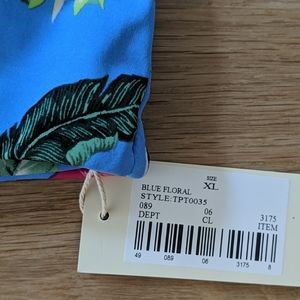 SIZE
XL
BLUE FLORAL
STYLE:TPT0035
089 06 3175
DEPT CL ITEM
49 089 06 3175 8